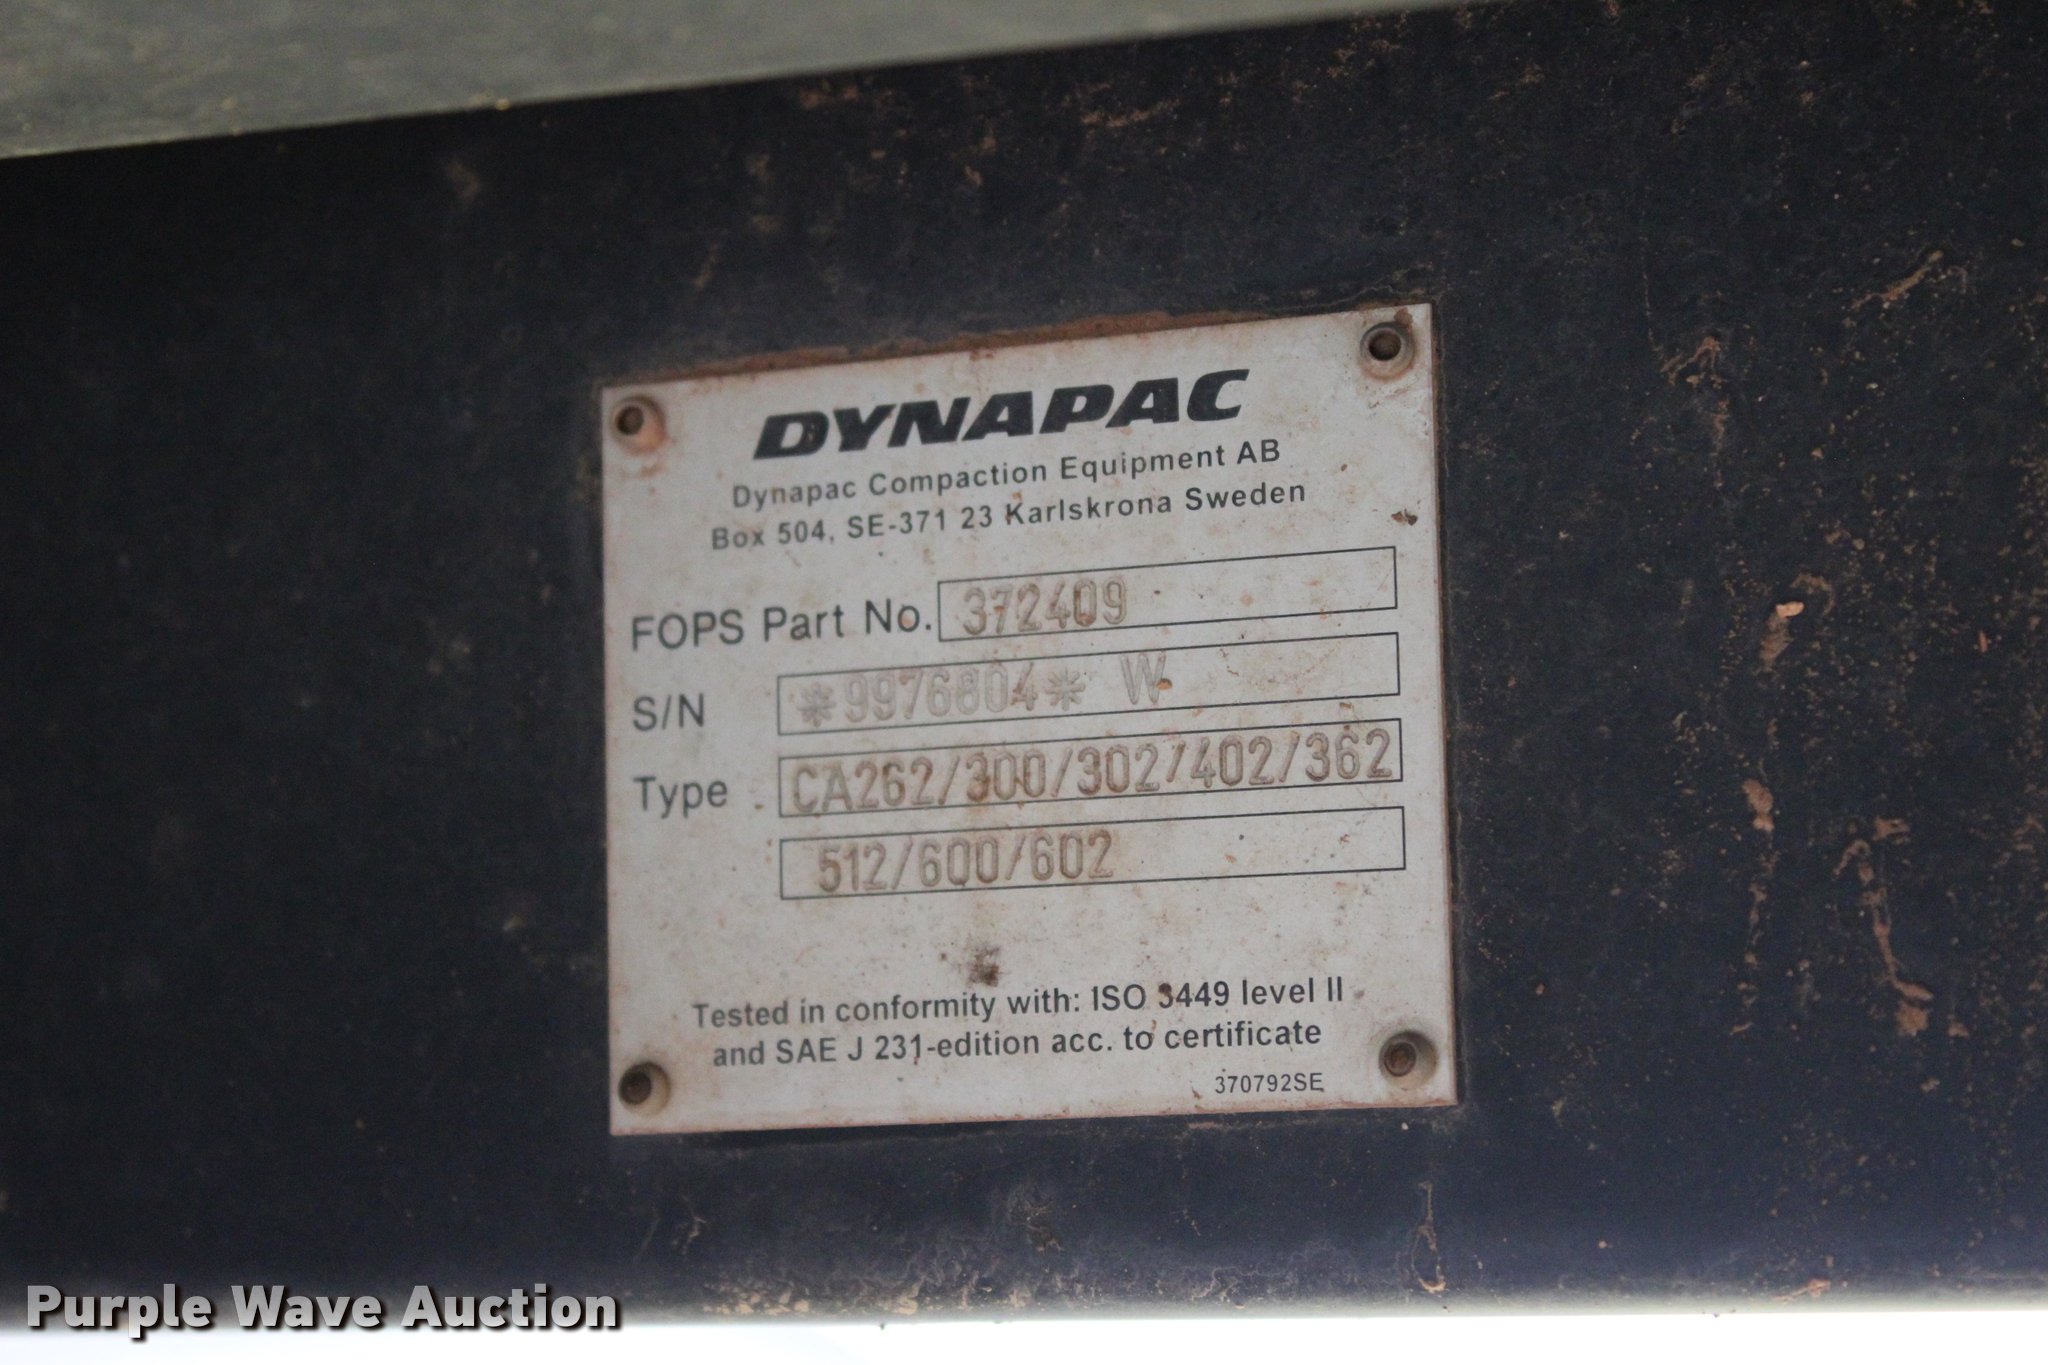 DYNAPAC
Dynapac Compaction Equipment AB
Box 504, SE-371 23 Karlskrona Sweden
FOPS Part No. 372409
S/N *9976804* W
Type CA262/300/302/402/362
512/600/602
Tested in conformity with: ISO 3449 level II
and SAE J 231-edition acc. to certificate
370792SE
Purple Wave Auction